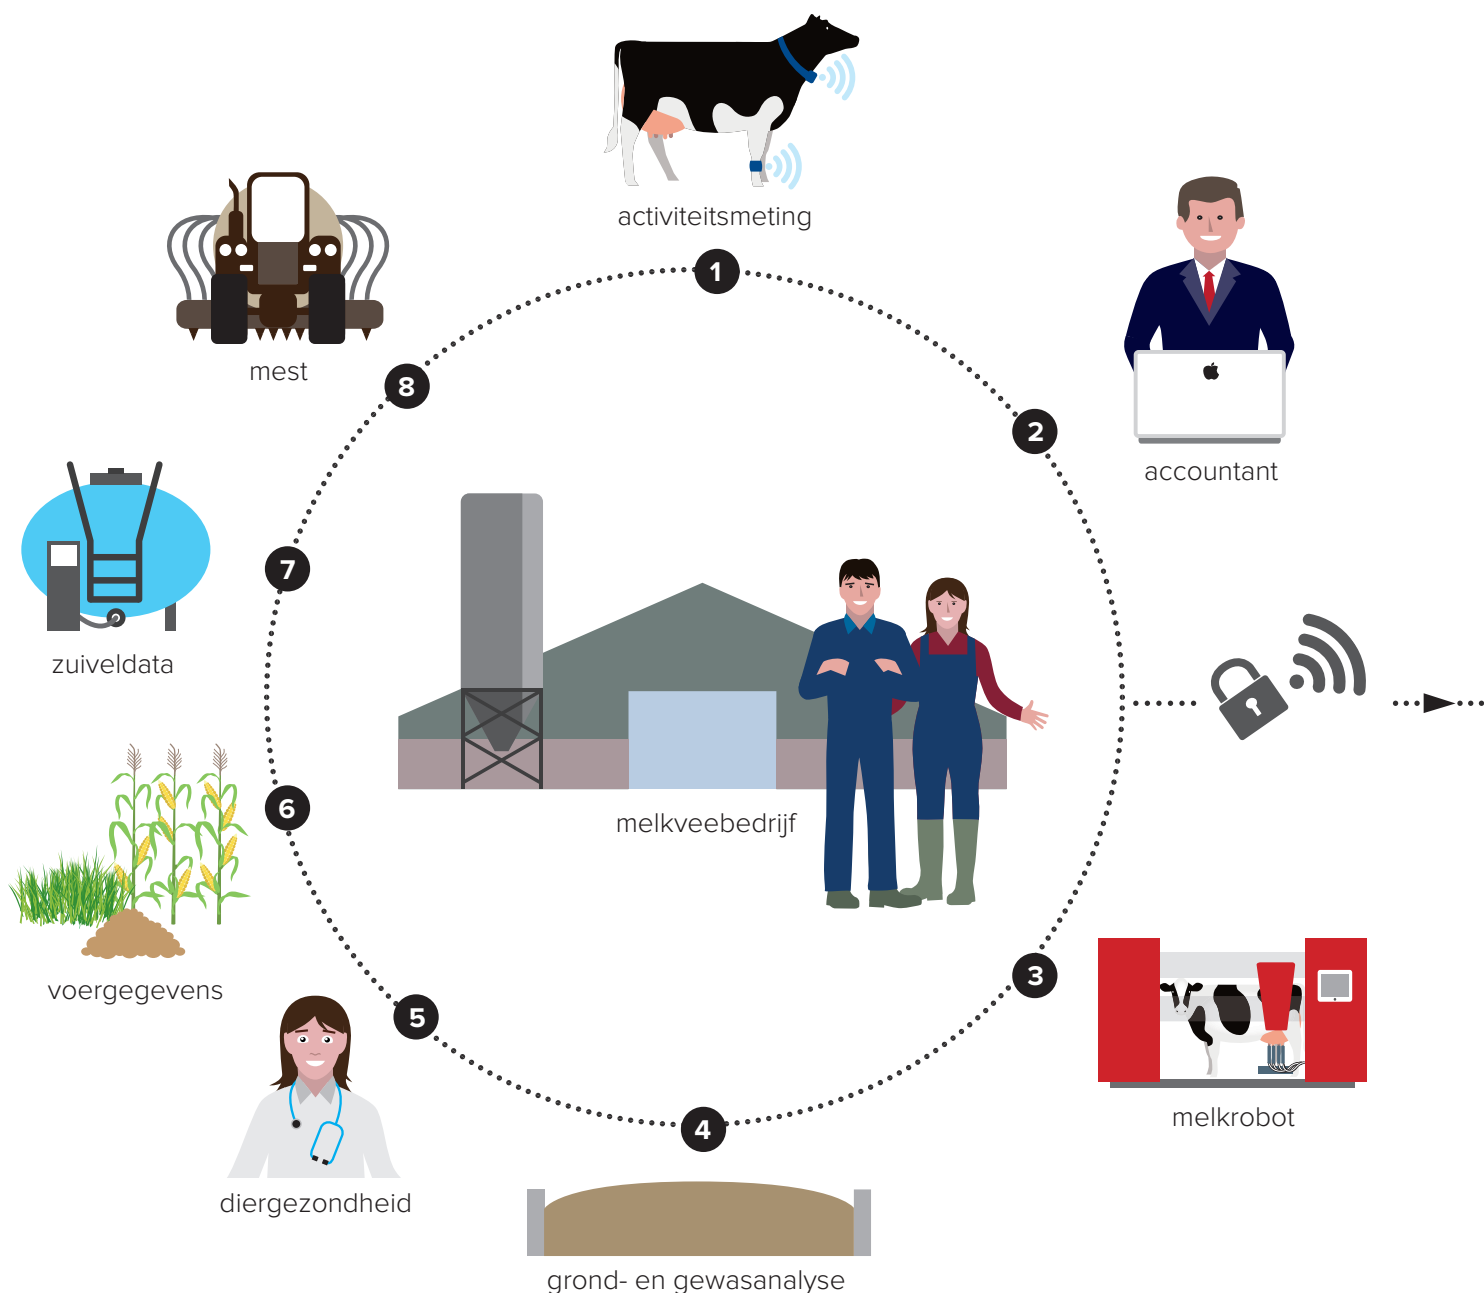 activiteitsmeting
1
accountant
2
melkrobot
3
grond- en gewasanalyse
4
diergezondheid
5
voergegevens
6
zuiveldata
7
mest
8
melkveebedrijf